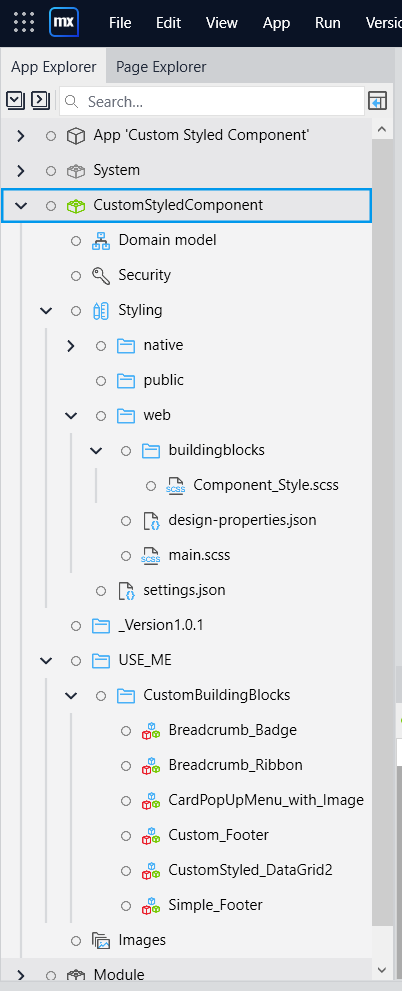 mx File Edit View App Run Versi
App Explorer Page Explorer
Search...
App 'Custom Styled Component'
System
CustomStyledComponent
Domain model
Security
Styling
native
public
web
buildingblocks
SCSS Component_Style.scss
design-properties.json
SCSS main.scss
settings.json
_Version1.0.1
USE_ME
CustomBuildingBlocks
Breadcrumb_Badge
Breadcrumb_Ribbon
CardPopUpMenu_with_Image
Custom_Footer
CustomStyled_DataGrid2
Simple_Footer
Images
Module